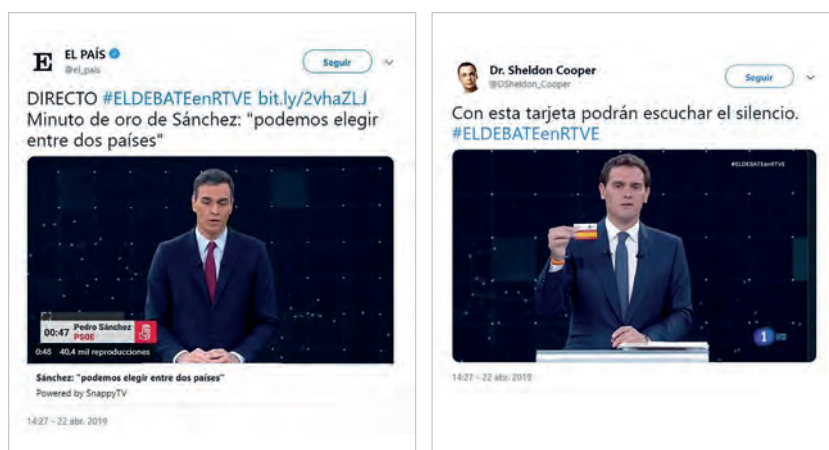 EL PAÍS
@el_pais
Seguir
DIRECTO #ELDEBATEenRTVE bit.ly/2vhaZLJ
Minuto de oro de Sánchez: "podemos elegir
entre dos países"
00:47 Pedro Sánchez
PSOE
0:48 40,4 mil reproducciones
Sánchez: "podemos elegir entre dos países"
Powered by SnappyTV
14:27 - 22 abr. 2019
Dr. Sheldon Cooper
@DSheldon_Cooper
Seguir
Con esta tarjeta podrán escuchar el silencio.
#ELDEBATEenRTVE
#ELDEBATEenRTVE
1
14:27 - 22 abr. 2019